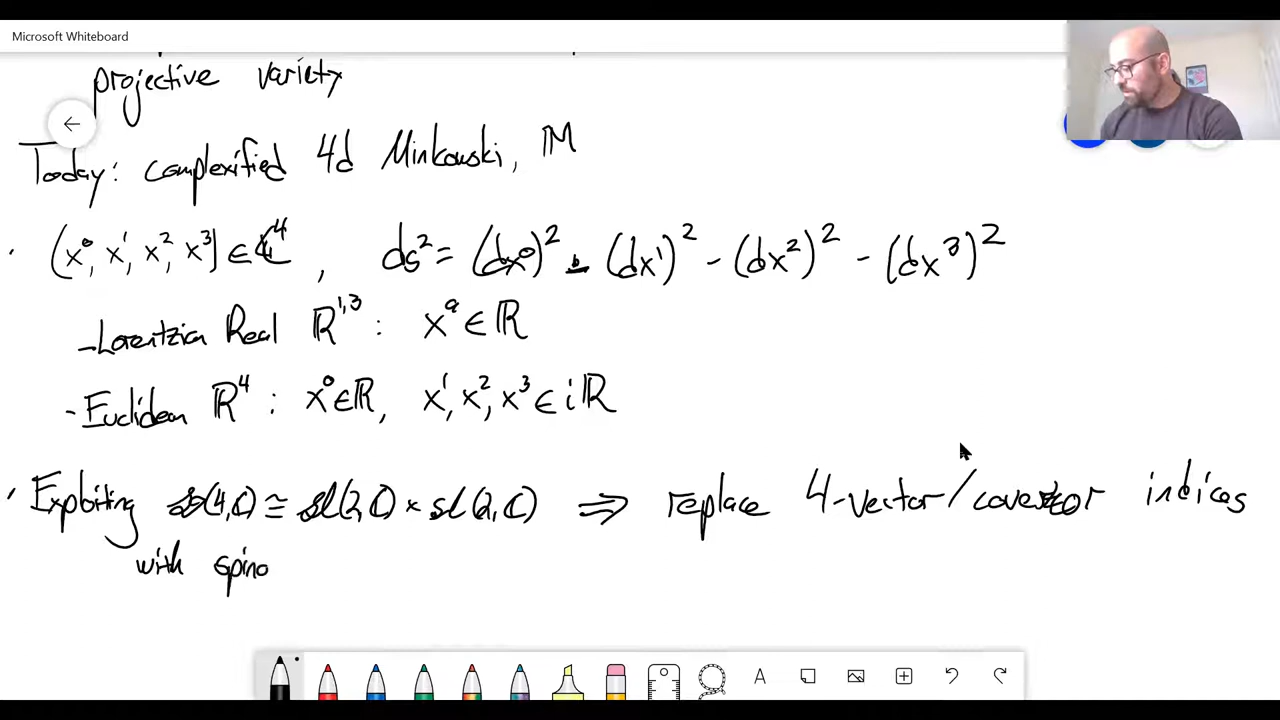 Microsoft Whiteboard
projective variety
Today: complexified 4d Minkowski, 𝕄
· (x⁰, x¹, x², x³) ∈ ℂ⁴ , ds² = (dx⁰)² - (dx¹)² - (dx²)² - (dx³)²
- Lorentzian Real ℝ^{1,3} : xᵃ ∈ ℝ
- Euclidean ℝ⁴ : x⁰ ∈ ℝ, x¹, x², x³ ∈ iℝ
· Exploiting so(4,ℂ) ≅ sl(2,ℂ) × sl(2,ℂ) ⇒ replace 4-vector/covector indices
with spino
A